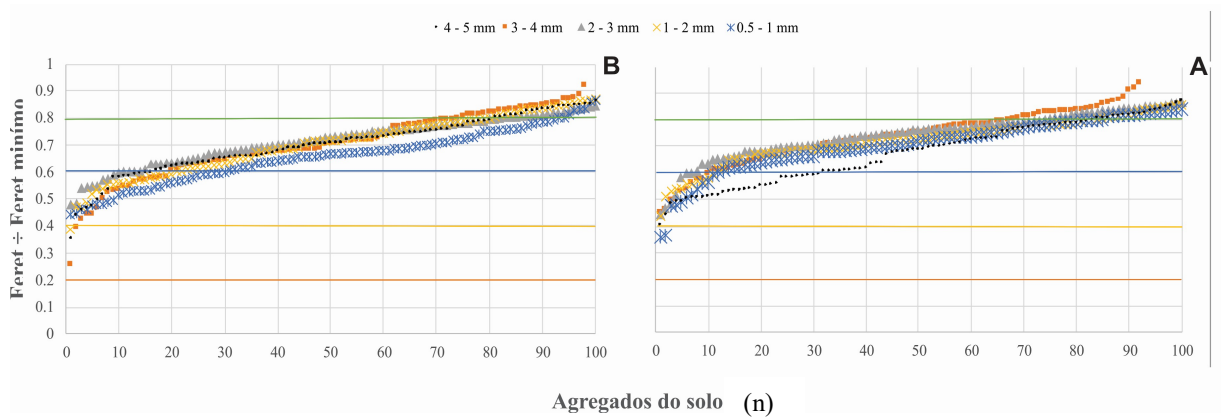 4 - 5 mm 3 - 4 mm 2 - 3 mm 1 - 2 mm 0.5 - 1 mm
B
A
Feret ÷ Feret mínímo
1
0.9
0.8
0.7
0.6
0.5
0.4
0.3
0.2
0.1
0
0 10 20 30 40 50 60 70 80 90 100
0 10 20 30 40 50 60 70 80 90 100
Agregados do solo (n)